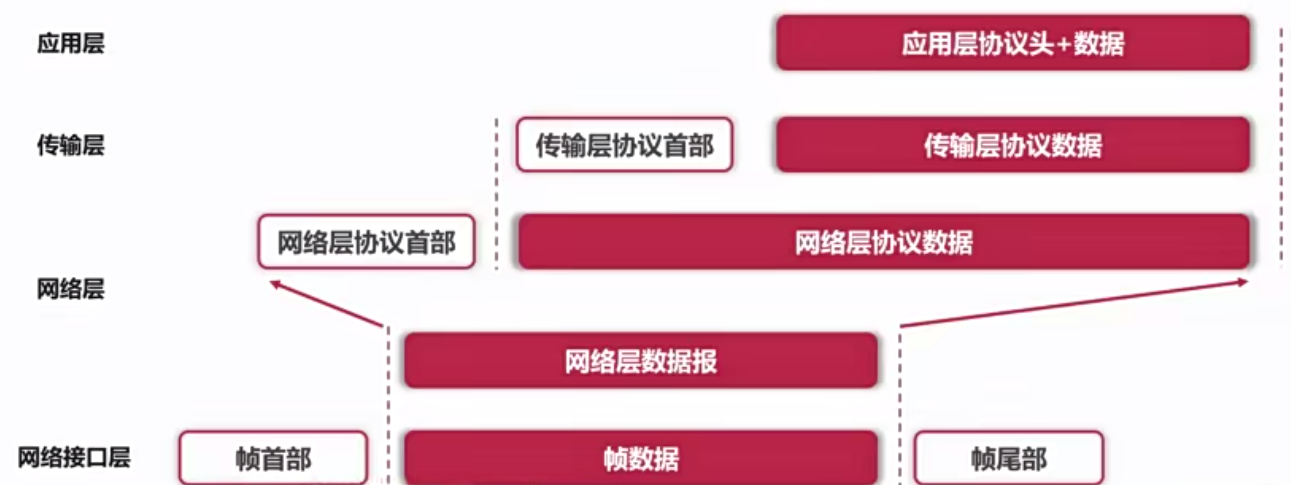 应用层
应用层协议头+数据
传输层
传输层协议首部
传输层协议数据
网络层协议首部
网络层协议数据
网络层
网络层数据报
网络接口层
帧首部
帧数据
帧尾部